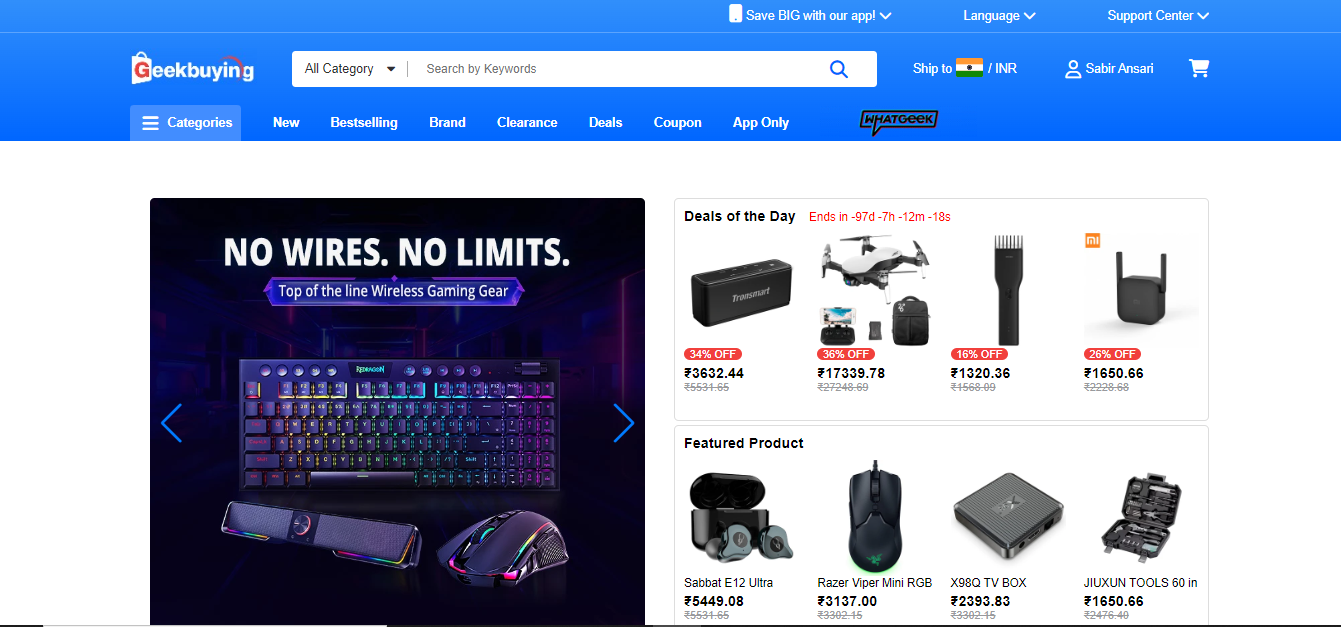 Save BIG with our app!
Language
Support Center
Geekbuying
All Category
Search by Keywords
Ship to / INR
Sabir Ansari
Categories
New
Bestselling
Brand
Clearance
Deals
Coupon
App Only
WHATGEEK
NO WIRES. NO LIMITS.
Top of the line Wireless Gaming Gear
REDRAGON
Deals of the Day Ends in -97d -7h -12m -18s
Tronsmart
mi
34% OFF
₹3632.44
₹5531.65
36% OFF
₹17339.78
₹27248.69
16% OFF
₹1320.36
₹1568.09
26% OFF
₹1650.66
₹2228.68
Featured Product
Sabbat E12 Ultra
₹5449.08
₹5531.65
Razer Viper Mini RGB
₹3137.00
₹3302.15
X98Q TV BOX
₹2393.83
₹3302.15
JIUXUN TOOLS 60 in
₹1650.66
₹2476.40